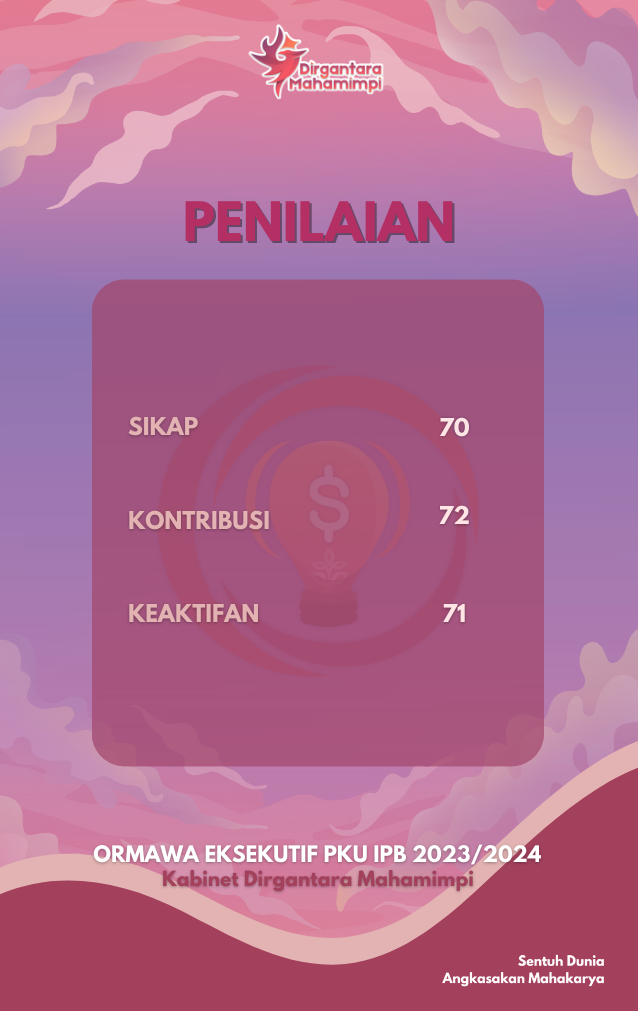 Dirgantara
Mahamimpi
PENILAIAN
SIKAP 70
KONTRIBUSI 72
KEAKTIFAN 71
ORMAWA EKSEKUTIF PKU IPB 2023/2024
Kabinet Dirgantara Mahamimpi
Sentuh Dunia
Angkasakan Mahakarya